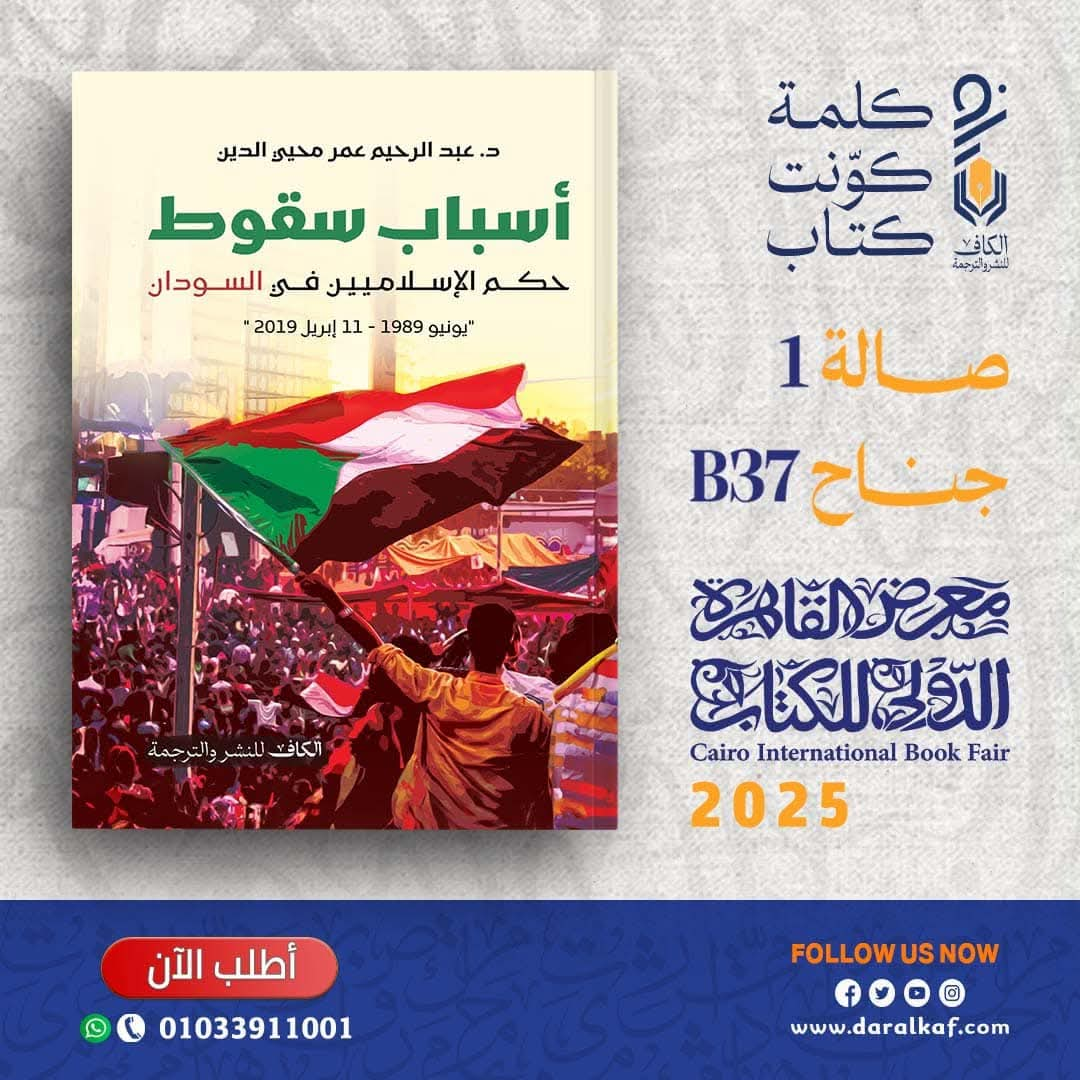 د. عبد الرحيم عمر محيي الدين
أسباب سقوط
حكم الإسلاميين في السودان
"يونيو 1989 - 11 إبريل 2019 "
الكاف للنشر والترجمة
كلمة
كوّنت
كتاب
الكاف
للنشر والترجمة
صالة 1
جناح B37
معرض القاهرة
الدّولي للكتاب
Cairo International Book Fair
2025
أطلب الآن
01033911001
FOLLOW US NOW
www.daralkaf.com